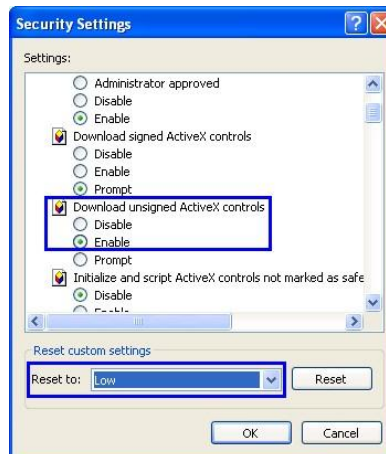 Security Settings
Settings:
Administrator approved
Disable
Enable
Download signed ActiveX controls
Disable
Enable
Prompt
Download unsigned ActiveX controls
Disable
Enable
Prompt
Initialize and script ActiveX controls not marked as safe
Disable
Enable
Reset custom settings
Reset to: Low Reset
OK Cancel